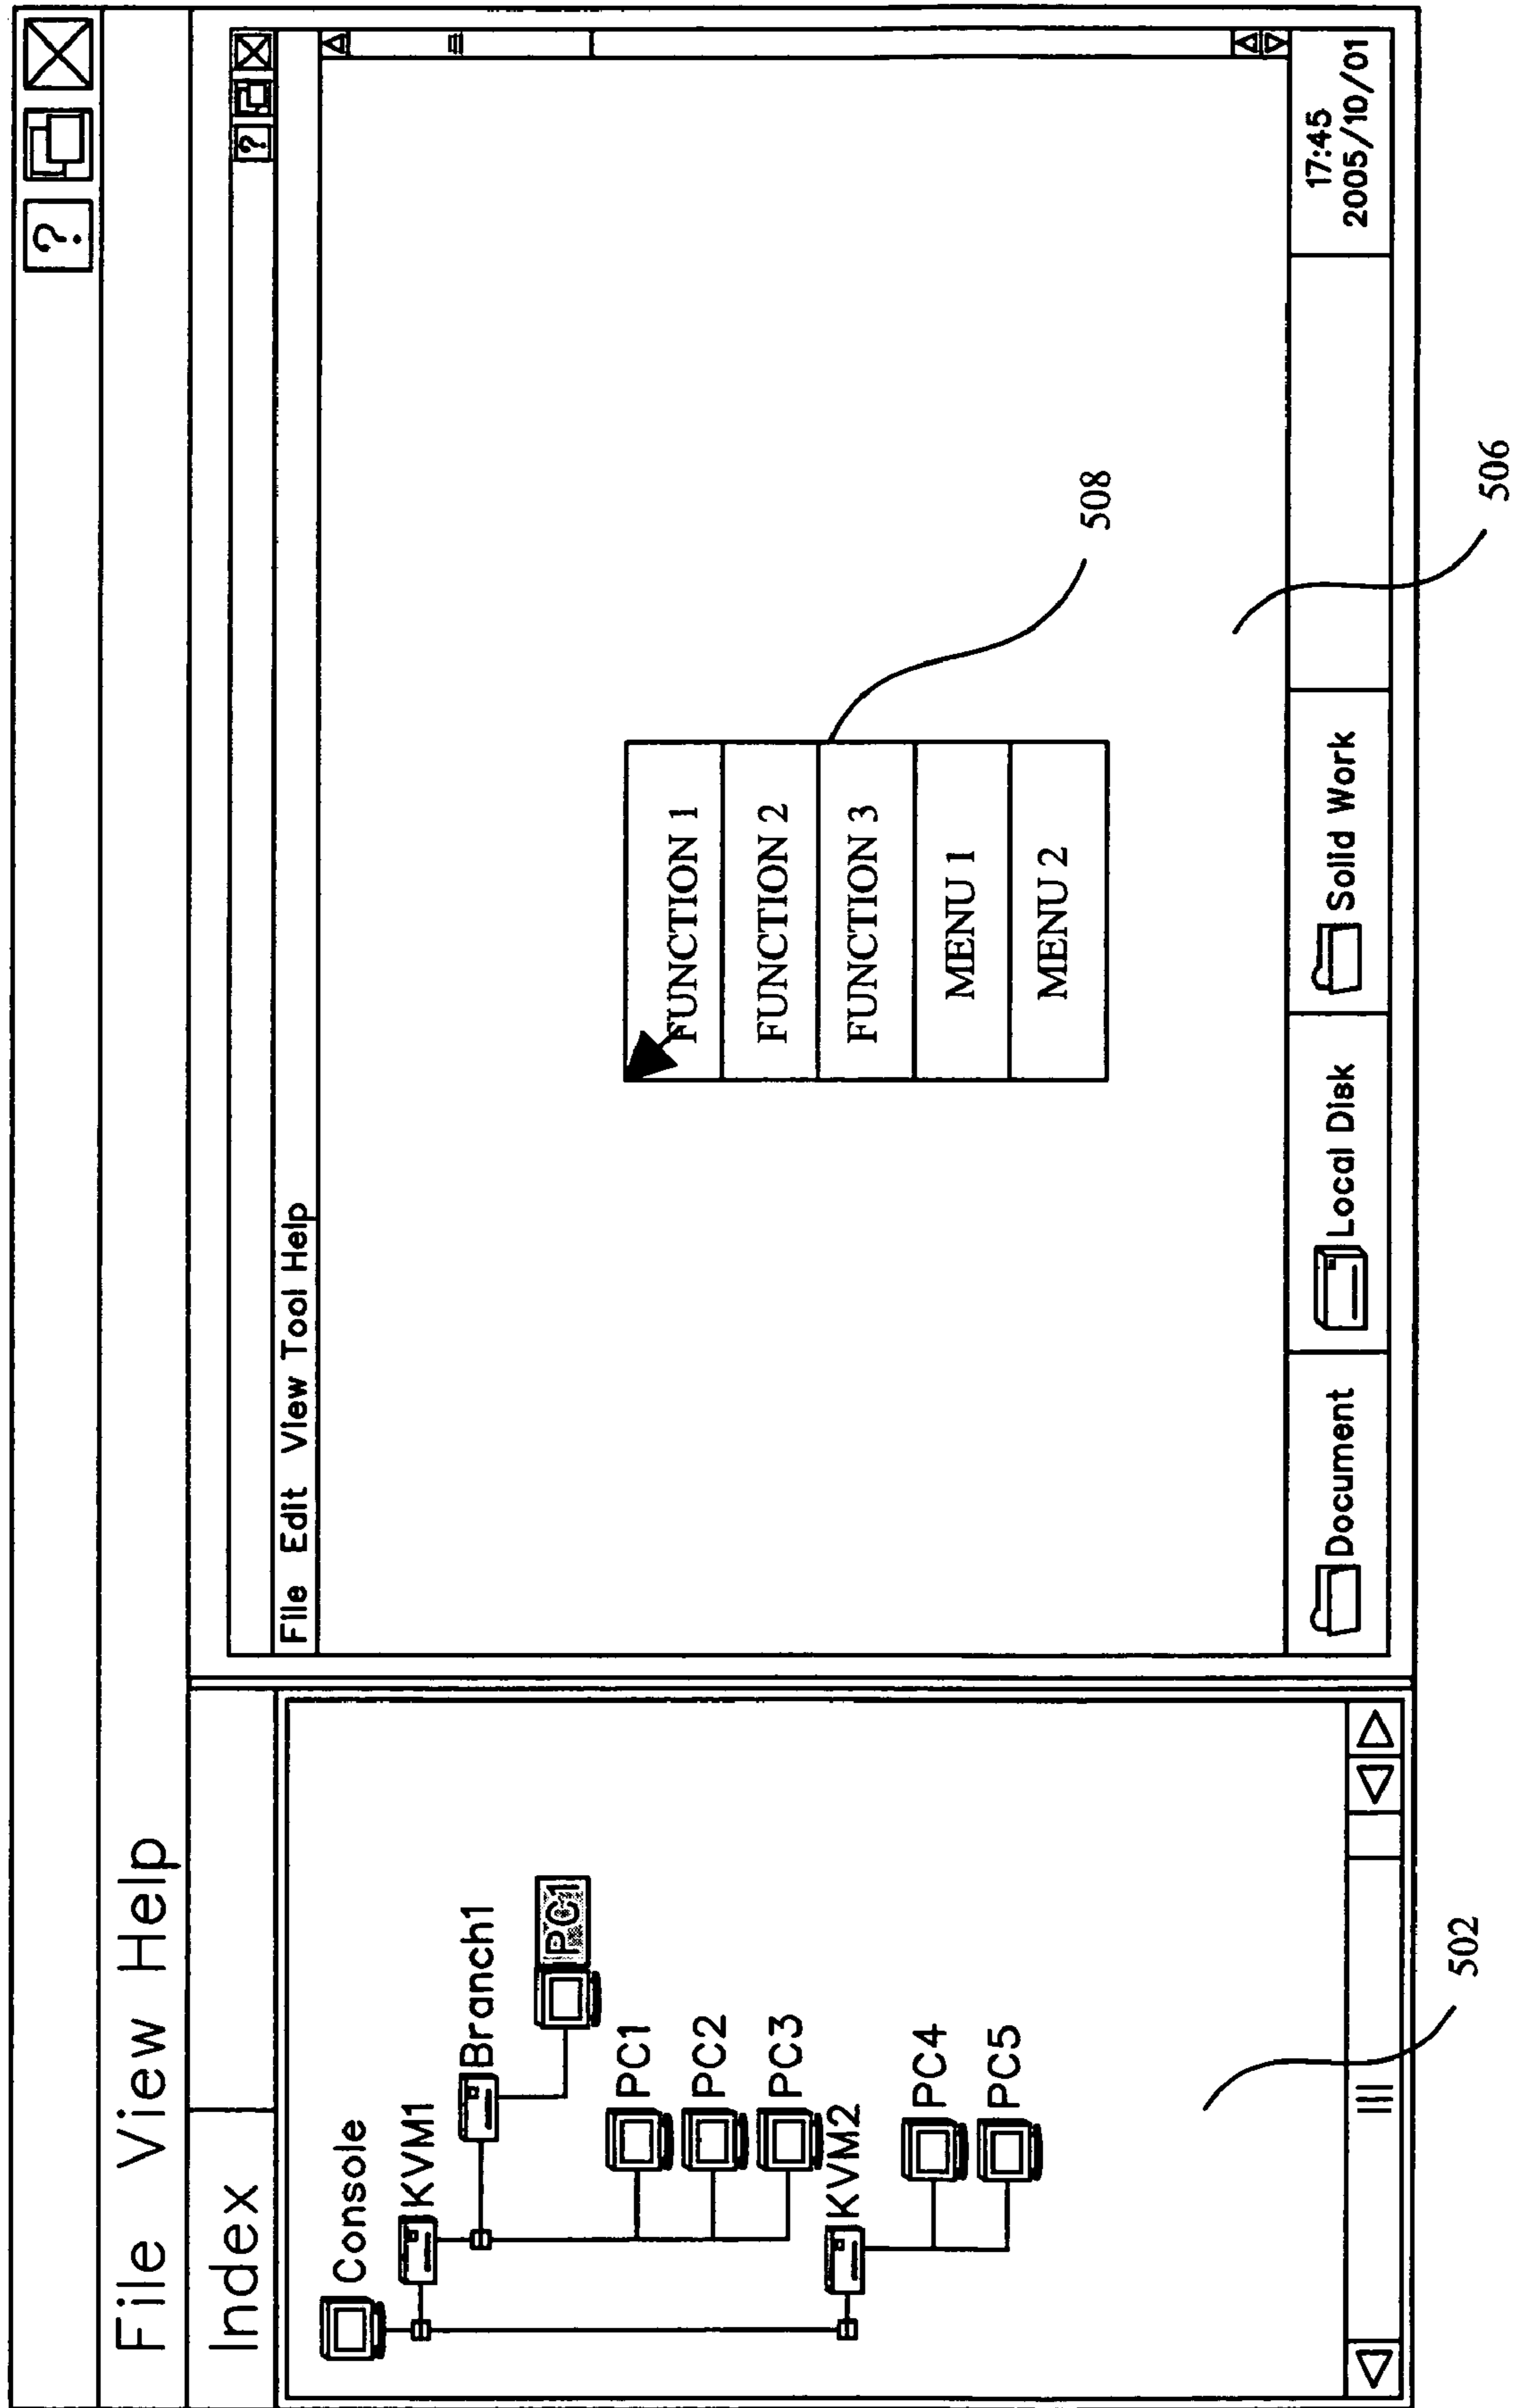 ?
File View Help
Index
Console
KVM1
Branch1
PC1
PC1
PC2
PC3
KVM2
PC4
PC5
502
?
File Edit View Tool Help
FUNCTION 1
FUNCTION 2
FUNCTION 3
MENU 1
MENU 2
508
Document
Local Disk
Solid Work
17:45
2005/10/01
506